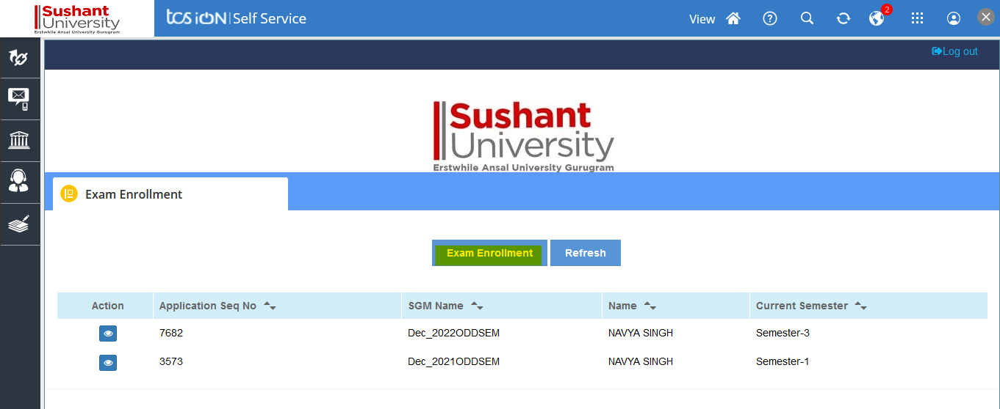 Sushant
University
Erstwhile Ansal University Gurugram
tcs iON | Self Service
View
2
Log out
Sushant
University
Erstwhile Ansal University Gurugram
Exam Enrollment
Exam Enrollment Refresh
Action Application Seq No SGM Name Name Current Semester
7682 Dec_2022ODDSEM NAVYA SINGH Semester-3
3573 Dec_2021ODDSEM NAVYA SINGH Semester-1